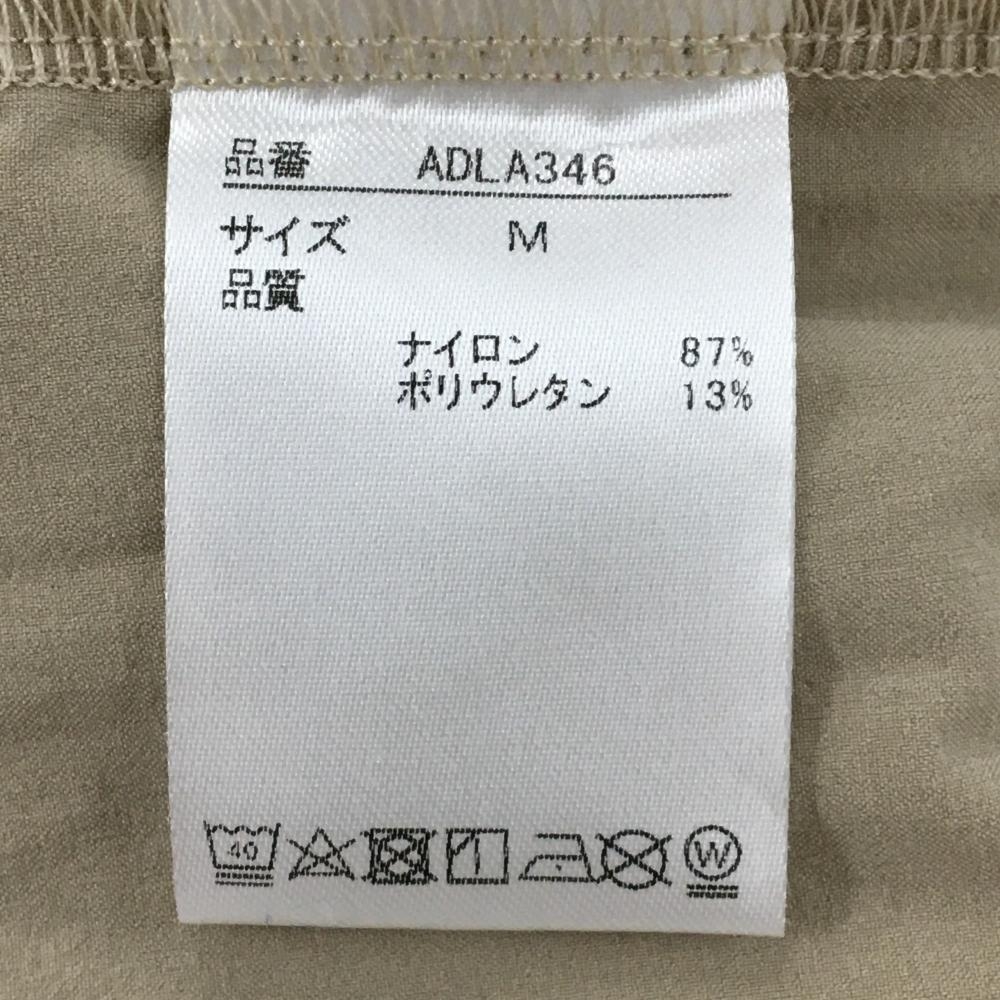 品番 ADLA346
サイズ M
品質
ナイロン 87%
ポリウレタン 13%
40 W